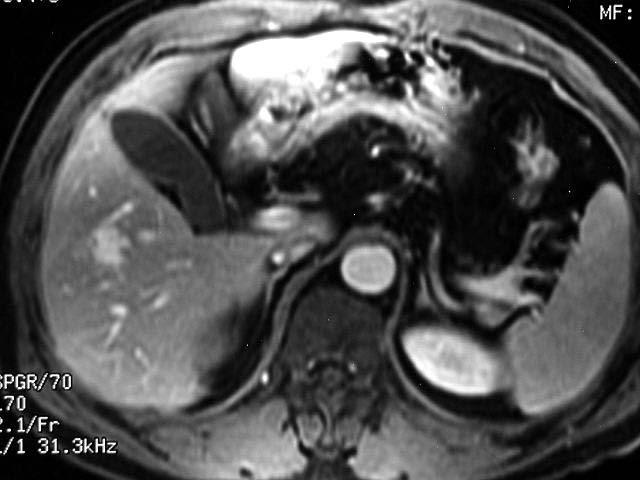 MF:
SPGR/70
70
2.1/Fr
/1 31.3kHz